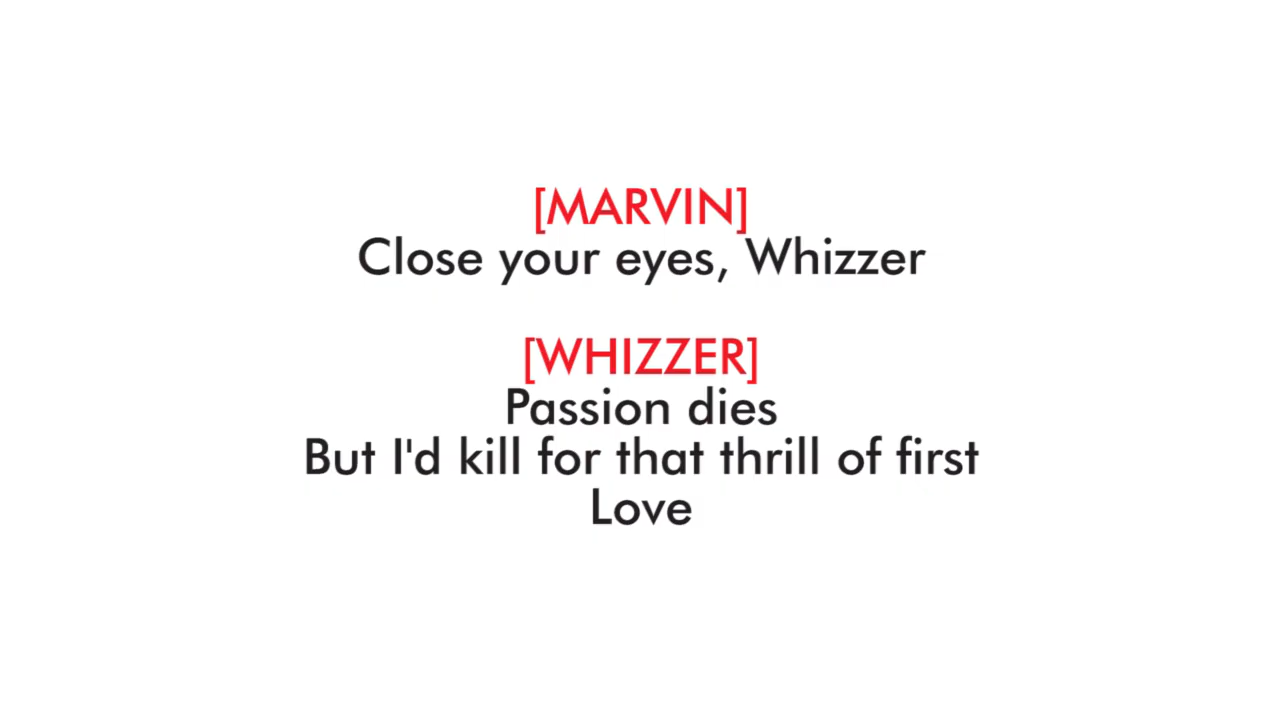 [MARVIN]
Close your eyes, Whizzer
[WHIZZER]
Passion dies
But I'd kill for that thrill of first
Love